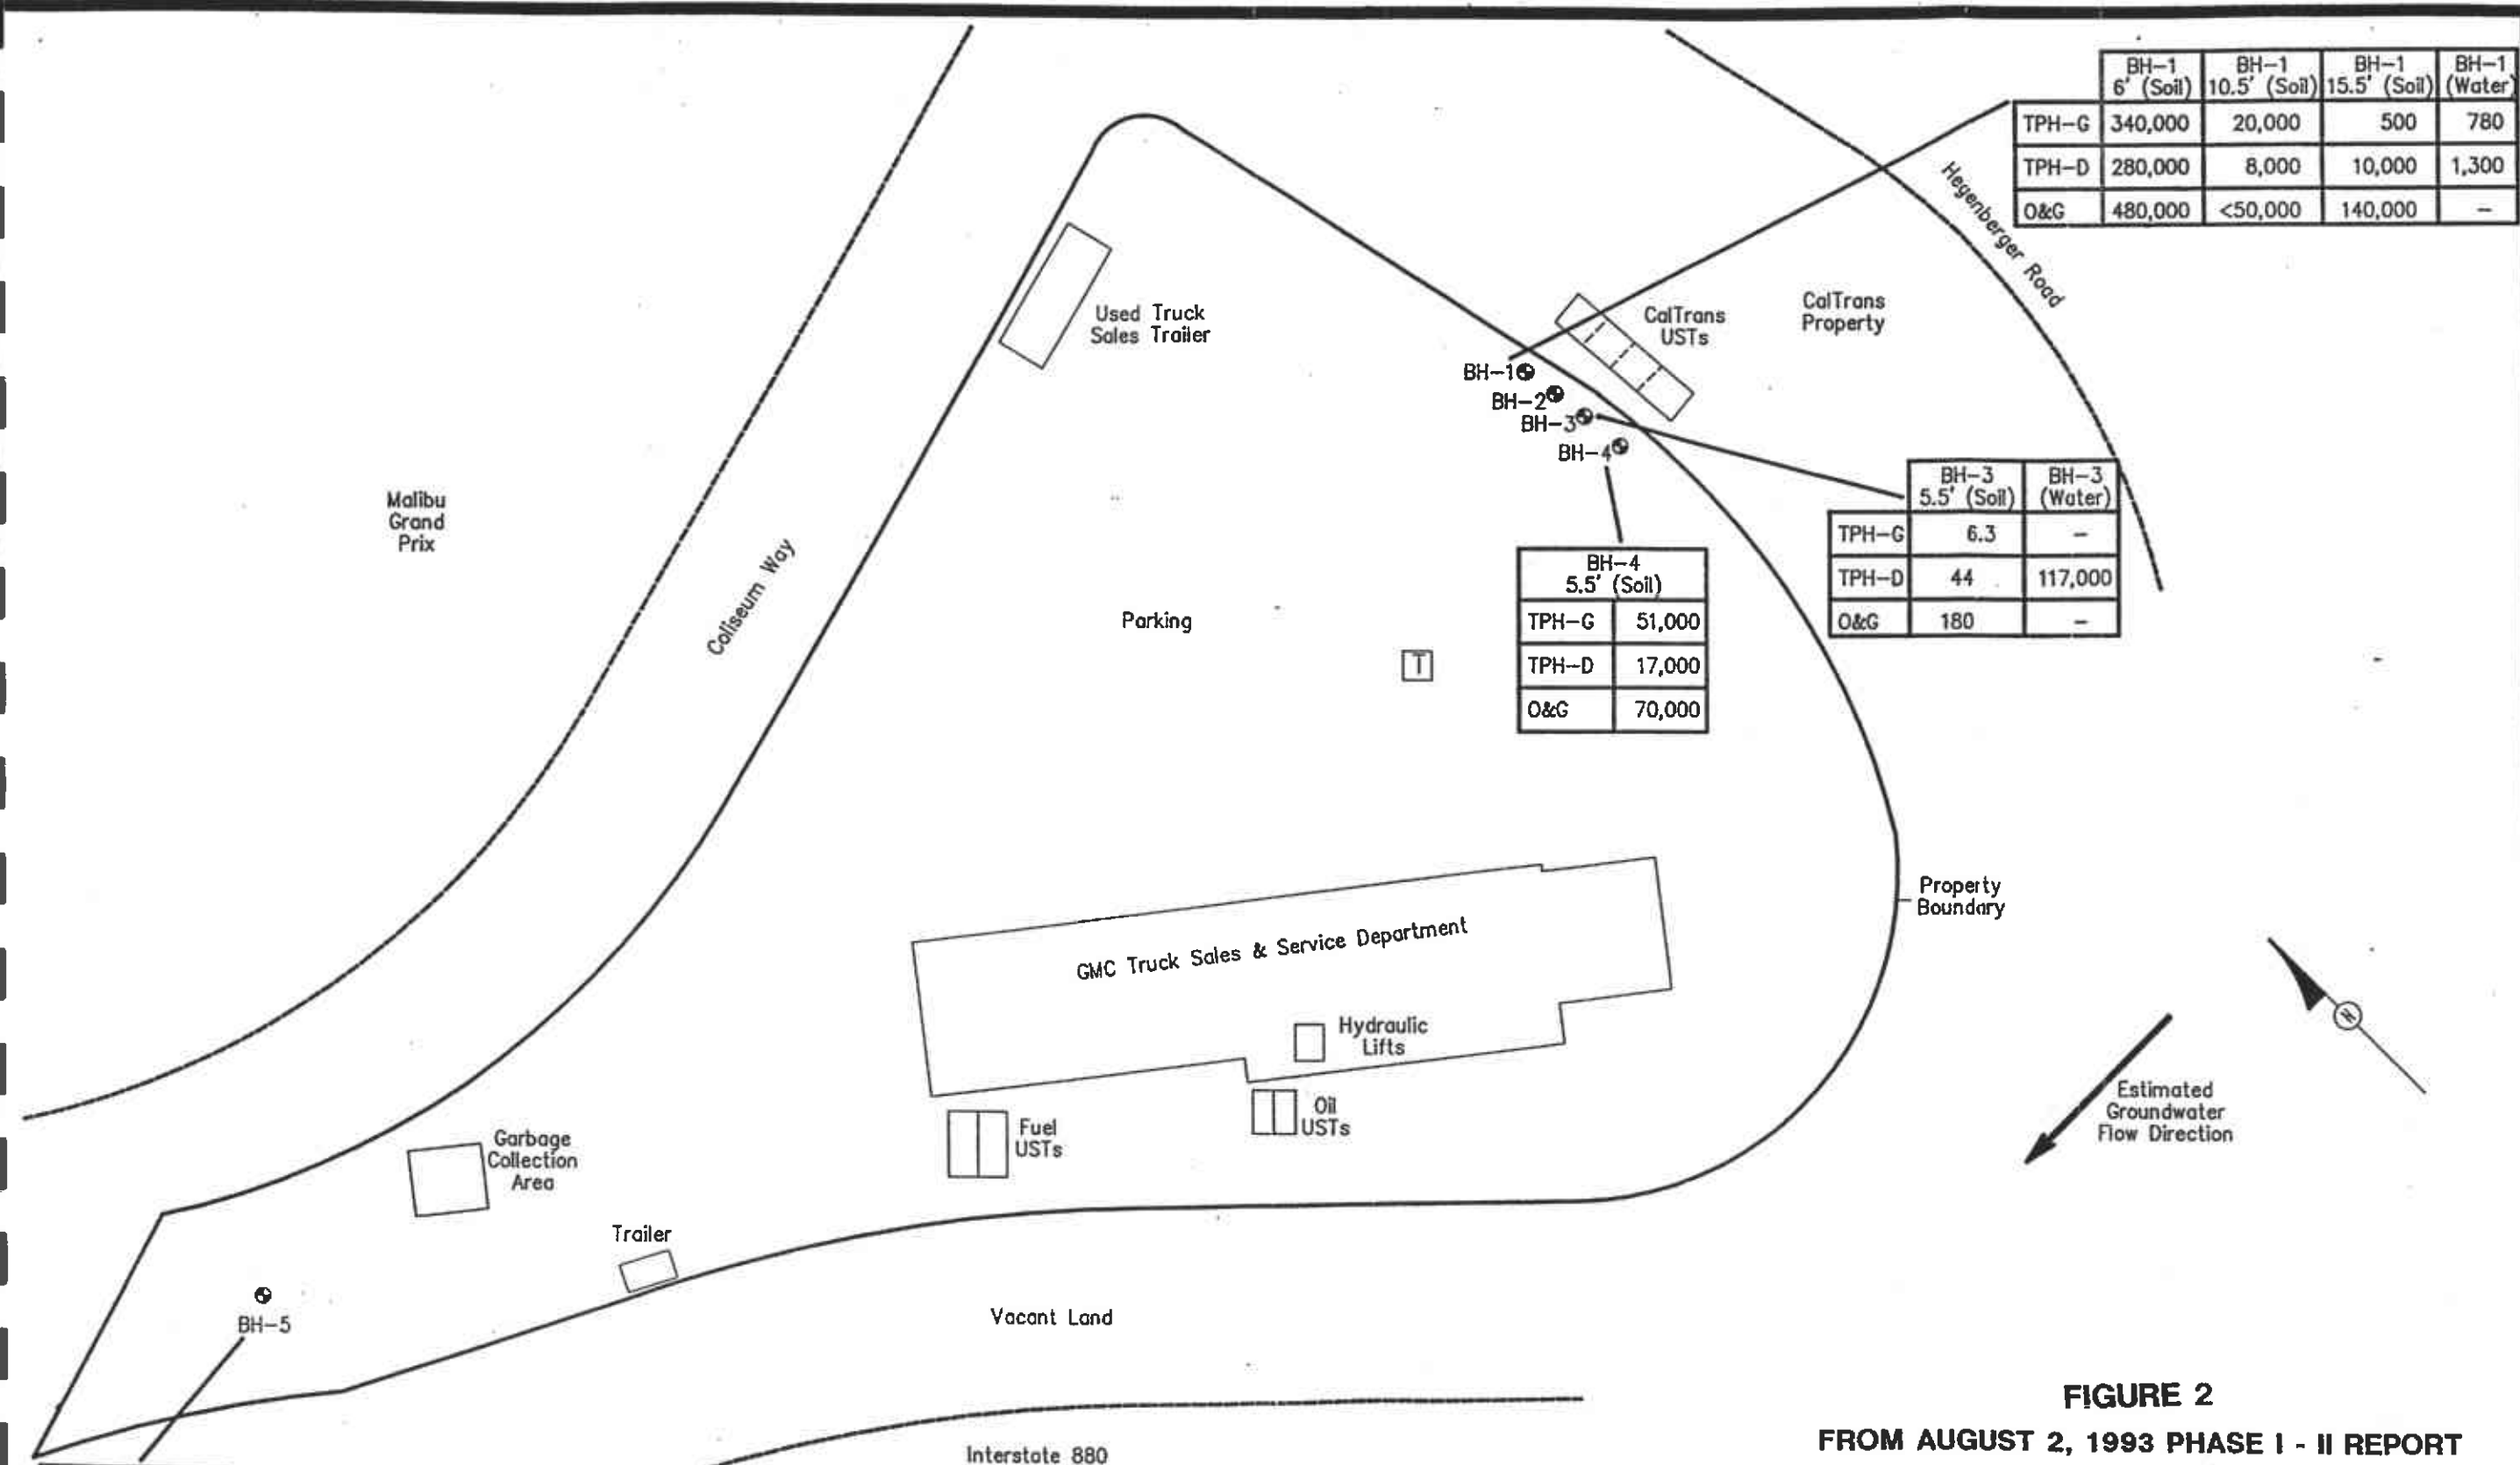 BH-1 BH-1 BH-1 BH-1
6' (Soil) 10.5' (Soil) 15.5' (Soil) (Water)
TPH-G 340,000 20,000 500 780
TPH-D 280,000 8,000 10,000 1,300
O&G 480,000 <50,000 140,000 –
Hegenberger Road
CalTrans
Property
CalTrans
USTs
Used Truck
Sales Trailer
BH-1
BH-2
BH-3
BH-4
BH-3 BH-3
5.5' (Soil) (Water)
TPH-G 6.3 –
TPH-D 44 117,000
O&G 180 –
Malibu
Grand
Prix
Coliseum Way
BH-4
5.5' (Soil)
TPH-G 51,000
TPH-D 17,000
O&G 70,000
Parking
T
Property
Boundary
GMC Truck Sales & Service Department
Hydraulic
Lifts
N
Estimated
Groundwater
Flow Direction
Oil
USTs
Fuel
USTs
Garbage
Collection
Area
Trailer
BH-5
Vacant Land
Interstate 880
FIGURE 2
FROM AUGUST 2, 1993 PHASE I - II REPORT